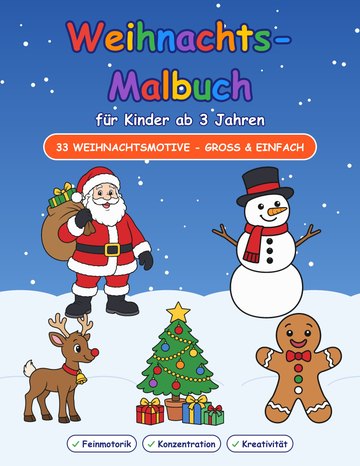 Weihnachts-
Malbuch
für Kinder ab 3 Jahren
33 WEIHNACHTSMOTIVE - GROSS & EINFACH
✓ Feinmotorik ✓ Konzentration ✓ Kreativität